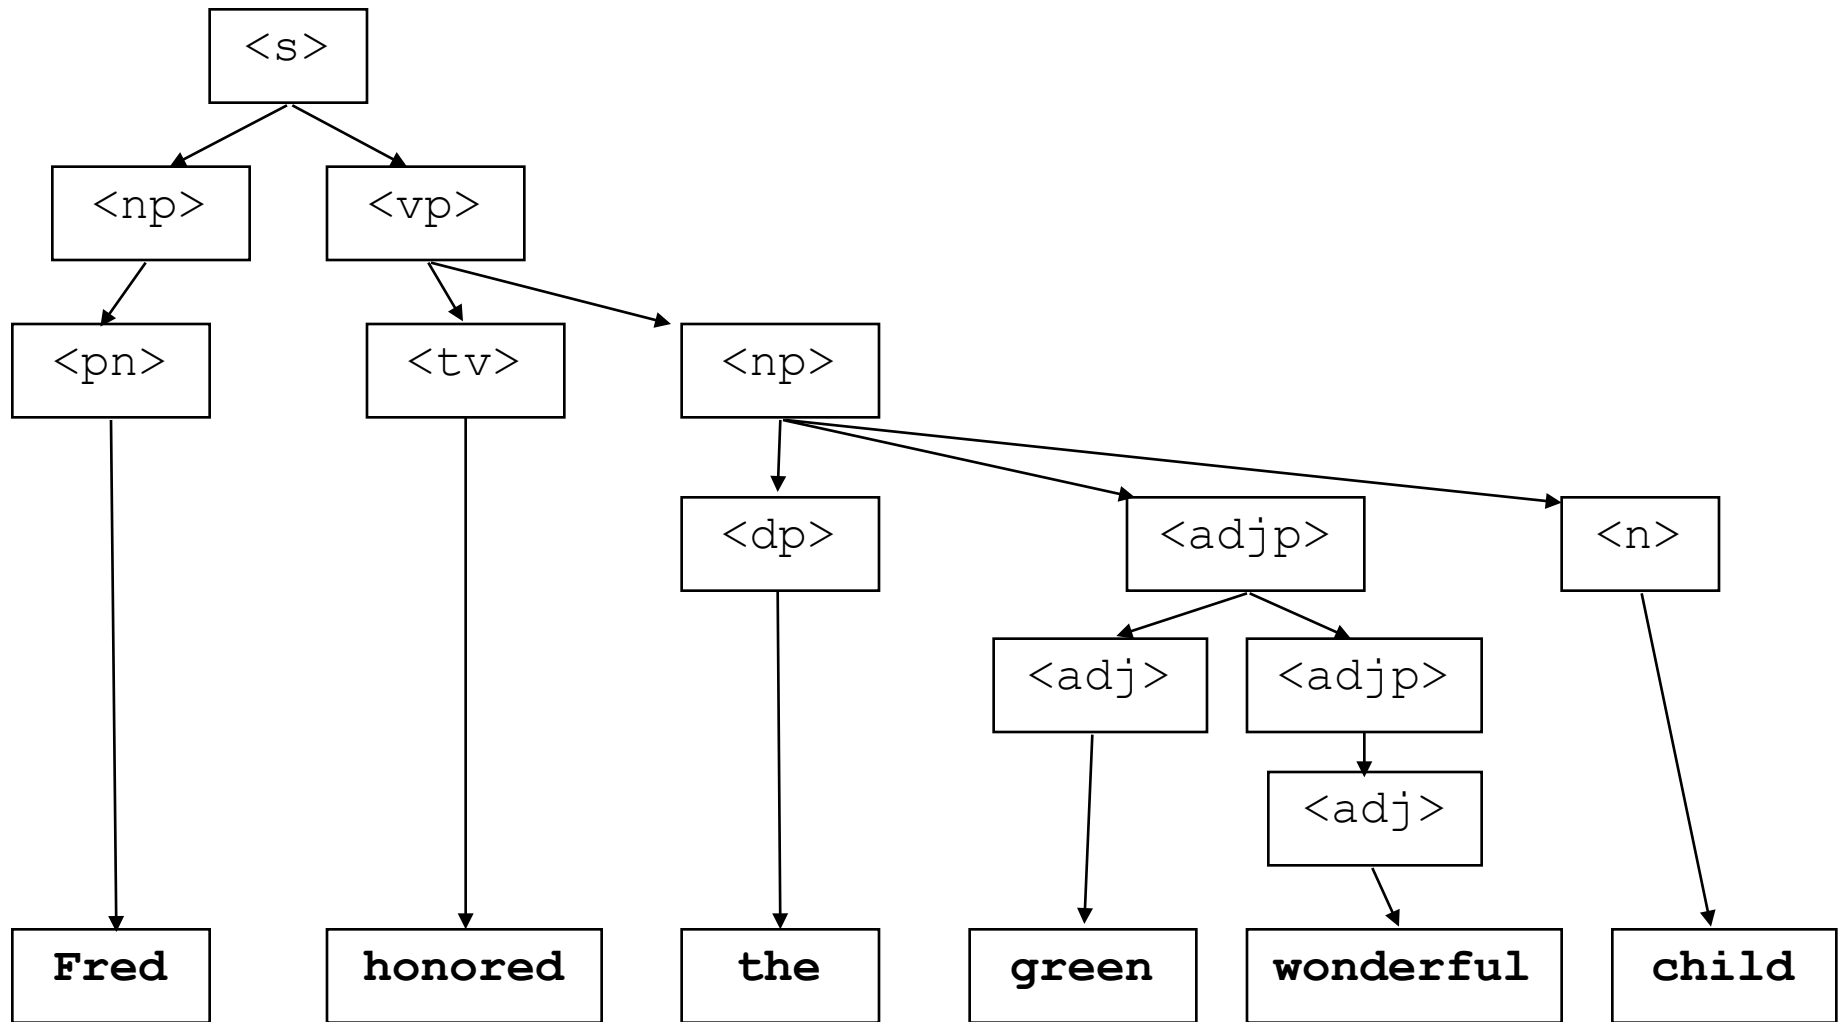 <s>
<np> <vp>
<pn> <tv> <np>
<dp> <adjp> <n>
<adj> <adjp>
<adj>
Fred honored the green wonderful child